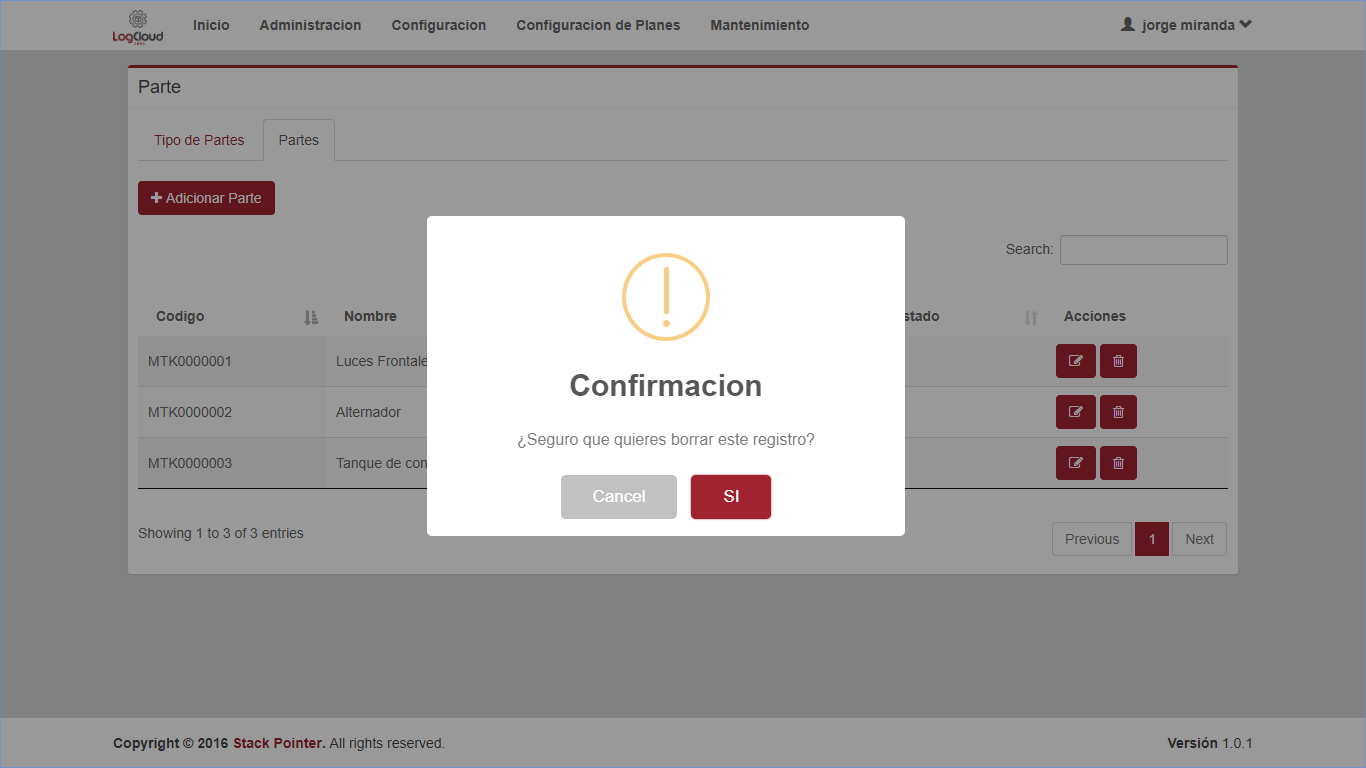 LogCloud
Inicio Administracion Configuracion Configuracion de Planes Mantenimiento jorge miranda
Parte
Tipo de Partes Partes
Adicionar Parte
Search:
Codigo Nombre stado Acciones
MTK0000001 Luces Frontale
MTK0000002 Alternador
MTK0000003 Tanque de con
Confirmacion
¿Seguro que quieres borrar este registro?
Cancel SI
Showing 1 to 3 of 3 entries
Previous 1 Next
Copyright © 2016 Stack Pointer. All rights reserved. Versión 1.0.1